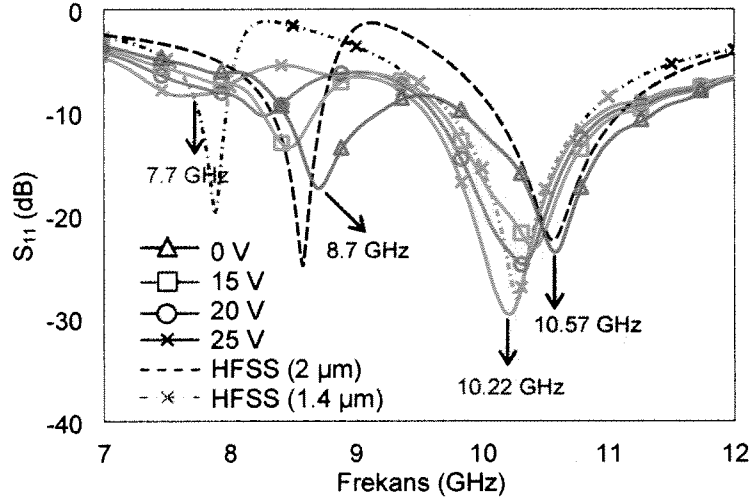 0
-10
-20
-30
-40
S₁₁ (dB)
7.7 GHz
8.7 GHz
10.57 GHz
10.22 GHz
0 V
15 V
20 V
25 V
HFSS (2 µm)
HFSS (1.4 µm)
7 8 9 10 11 12
Frekans (GHz)